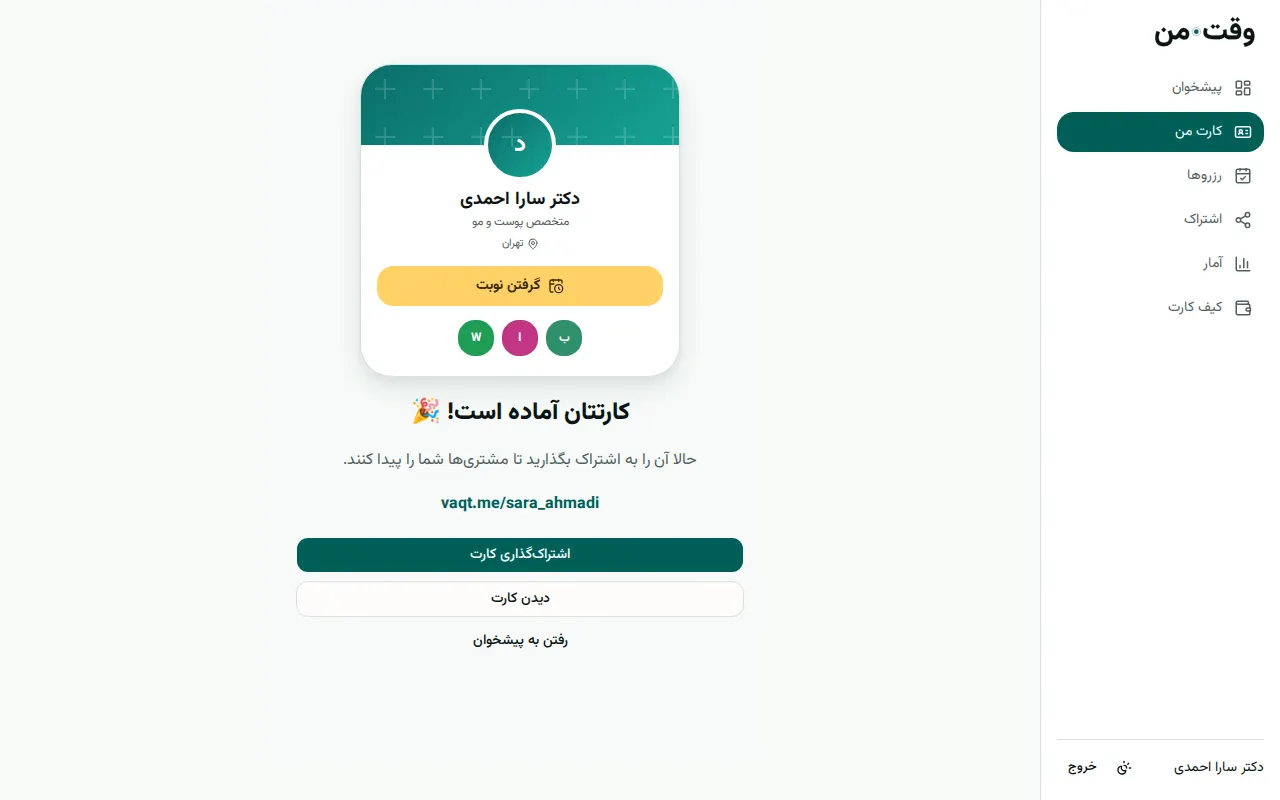 وقت من
پیشخوان
کارت من
رزروها
اشتراک
آمار
کیف کارت
دکتر سارا احمدی
خروج
د
دکتر سارا احمدی
متخصص پوست و مو
تهران
گرفتن نوبت
ب
ا
W
کارتتان آماده است! 🎉
حالا آن را به اشتراک بگذارید تا مشتری‌ها شما را پیدا کنند.
vaqt.me/sara_ahmadi
اشتراک‌گذاری کارت
دیدن کارت
رفتن به پیشخوان